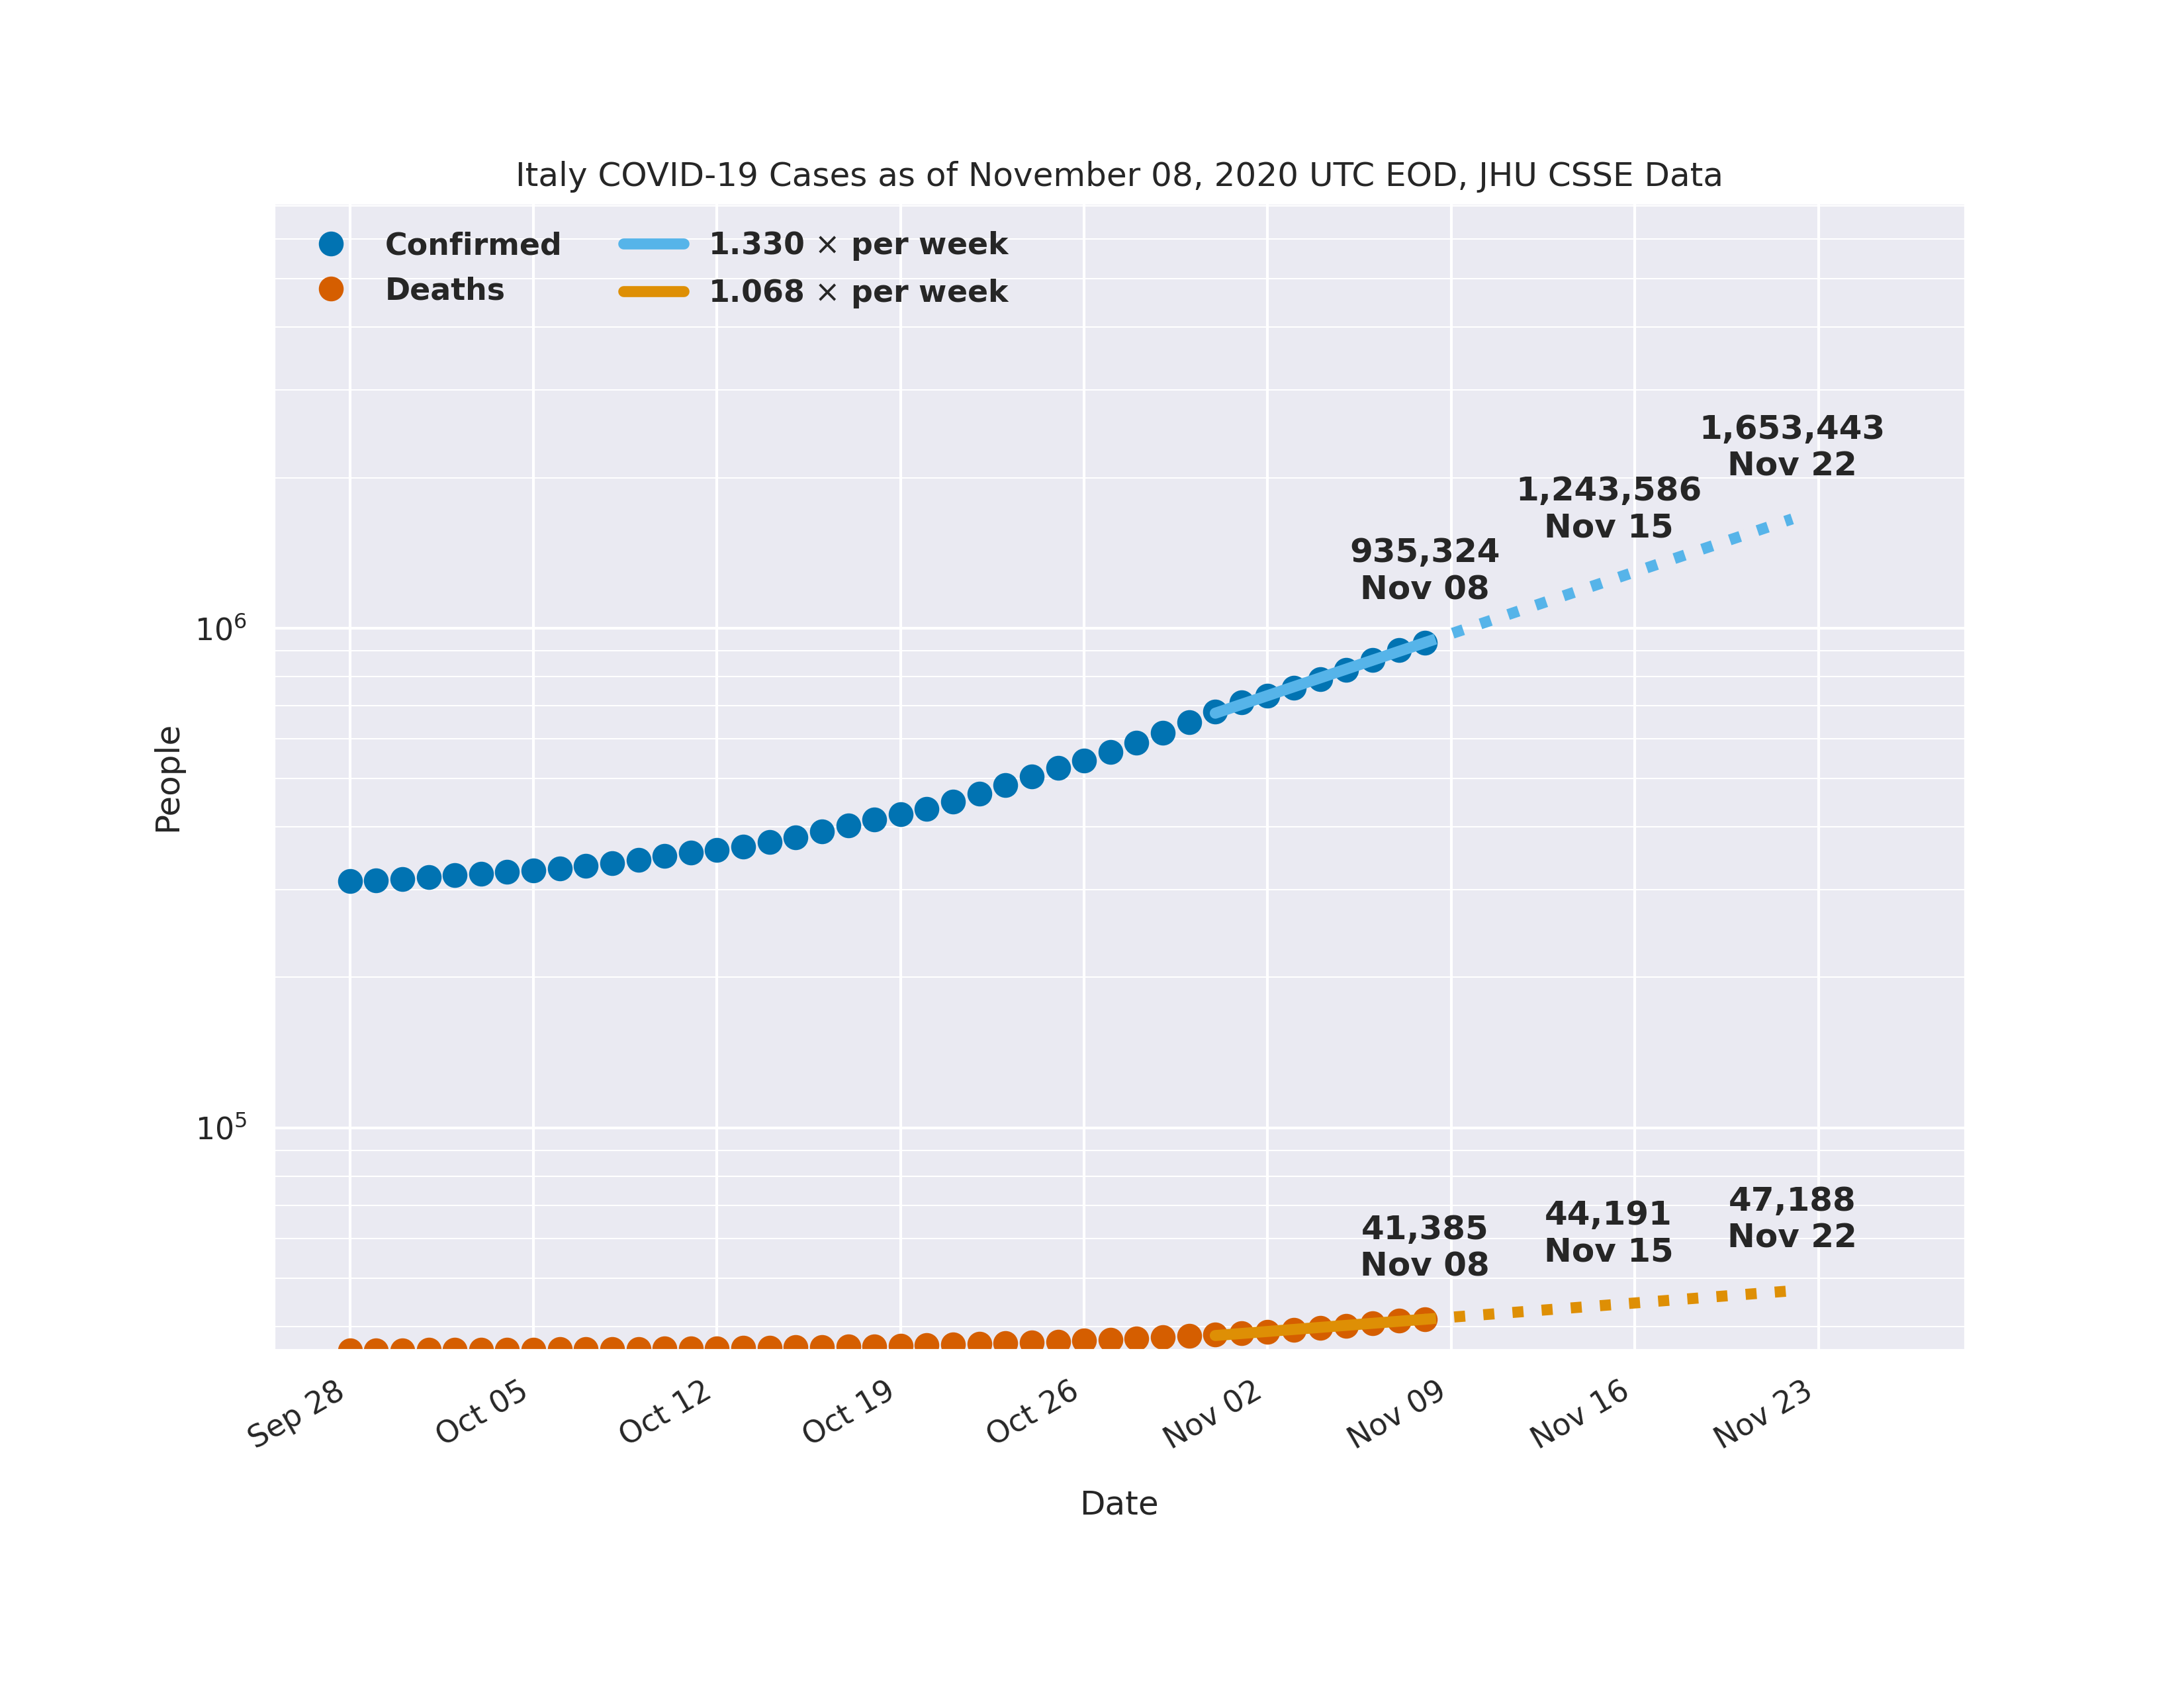 Italy COVID-19 Cases as of November 08, 2020 UTC EOD, JHU CSSE Data
Confirmed
Deaths
1.330 × per week
1.068 × per week
1,653,443
Nov 22
1,243,586
Nov 15
935,324
Nov 08
10⁶
People
10⁵
47,188
Nov 22
44,191
Nov 15
41,385
Nov 08
Sep 28
Oct 05
Oct 12
Oct 19
Oct 26
Nov 02
Nov 09
Nov 16
Nov 23
Date